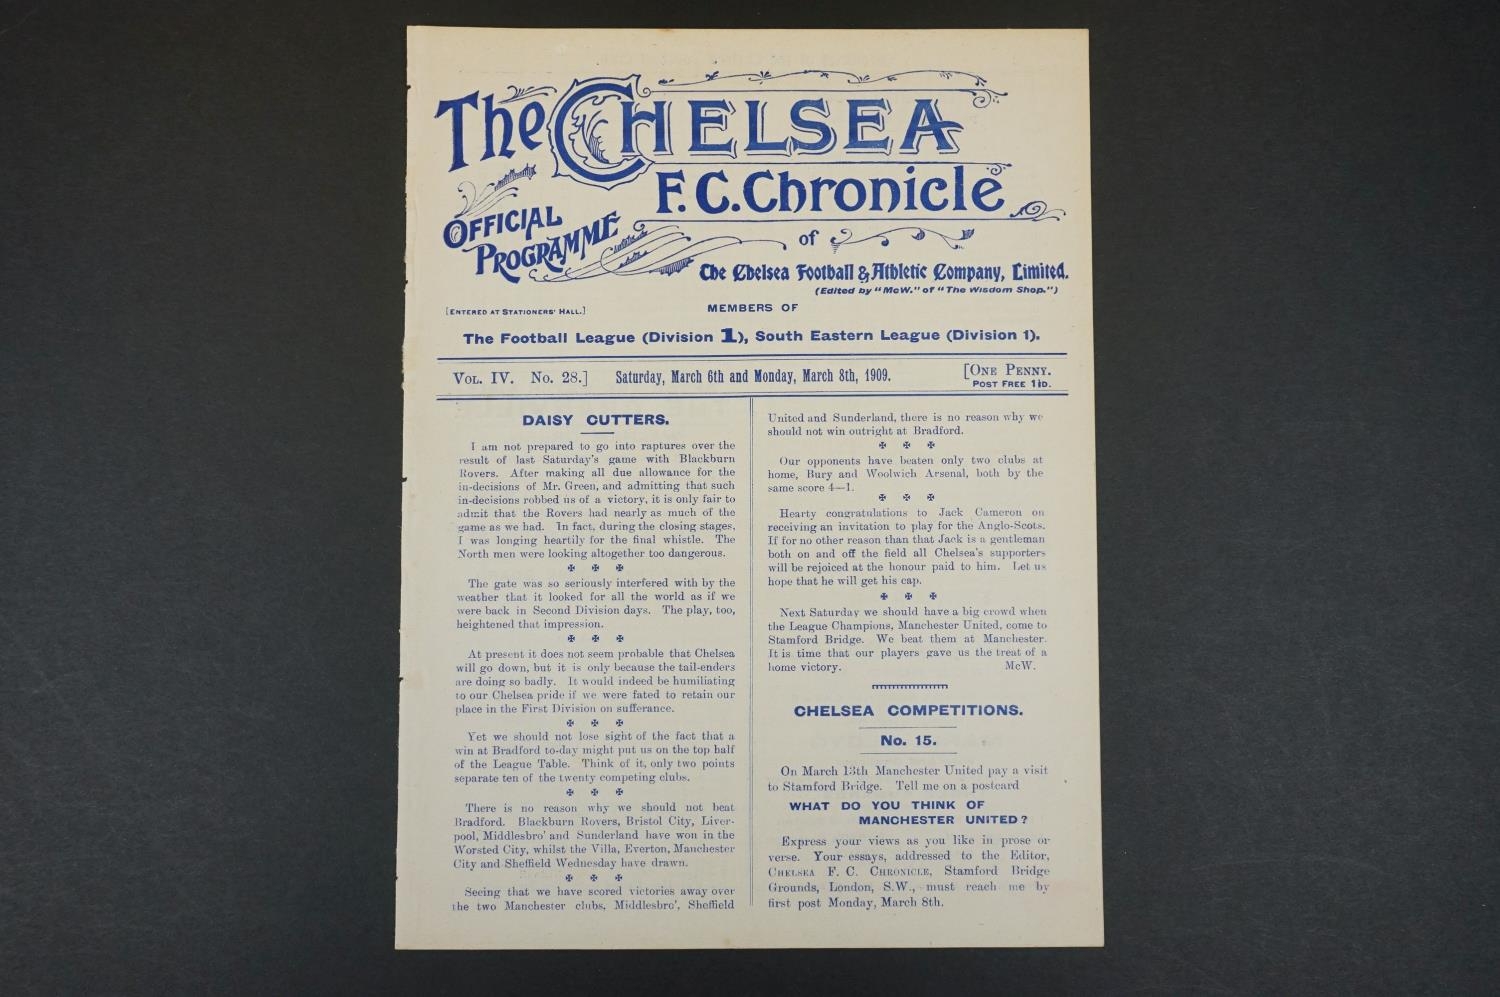 The CHELSEA
F.C. Chronicle
OFFICIAL
PROGRAMME
of
The Chelsea Football & Athletic Company, Limited.
(Edited by "McW." of "The Wisdom Shop.")
[ENTERED AT STATIONERS' HALL.]
MEMBERS OF
The Football League (Division 1), South Eastern League (Division 1).
VOL. IV. No. 28.] Saturday, March 6th and Monday, March 8th, 1909. [ONE PENNY.
POST FREE 1½D.
DAISY CUTTERS.
I am not prepared to go into raptures over the
result of last Saturday's game with Blackburn
Rovers. After making all due allowance for the
in-decisions of Mr. Green, and admitting that such
in-decisions robbed us of a victory, it is only fair to
admit that the Rovers had nearly as much of the
game as we had. In fact, during the closing stages,
I was longing heartily for the final whistle. The
North men were looking altogether too dangerous.
✠ ✠ ✠
The gate was so seriously interfered with by the
weather that it looked for all the world as if we
were back in Second Division days. The play, too,
heightened that impression.
✠ ✠ ✠
At present it does not seem probable that Chelsea
will go down, but it is only because the tail-enders
are doing so badly. It would indeed be humiliating
to our Chelsea pride if we were fated to retain our
place in the First Division on sufferance.
✠ ✠ ✠
Yet we should not lose sight of the fact that a
win at Bradford to-day might put us on the top half
of the League Table. Think of it, only two points
separate ten of the twenty competing clubs.
✠ ✠ ✠
There is no reason why we should not beat
Bradford. Blackburn Rovers, Bristol City, Liver-
pool, Middlesbro' and Sunderland have won in the
Worsted City, whilst the Villa, Everton, Manchester
City and Sheffield Wednesday have drawn.
✠ ✠ ✠
Seeing that we have scored victories away over
the two Manchester clubs, Middlesbro', Sheffield
United and Sunderland, there is no reason why we
should not win outright at Bradford.
✠ ✠ ✠
Our opponents have beaten only two clubs at
home, Bury and Woolwich Arsenal, both by the
same score 4—1.
✠ ✠ ✠
Hearty congratulations to Jack Cameron on
receiving an invitation to play for the Anglo-Scots.
If for no other reason than that Jack is a gentleman
both on and off the field all Chelsea's supporters
will be rejoiced at the honour paid to him. Let us
hope that he will get his cap.
✠ ✠ ✠
Next Saturday we should have a big crowd when
the League Champions, Manchester United, come to
Stamford Bridge. We beat them at Manchester.
It is time that our players gave us the treat of a
home victory. McW.
CHELSEA COMPETITIONS.
No. 15.
On March 13th Manchester United pay a visit
to Stamford Bridge. Tell me on a postcard
WHAT DO YOU THINK OF
MANCHESTER UNITED?
Express your views as you like in prose or
verse. Your essays, addressed to the Editor,
CHELSEA F. C. CHRONICLE, Stamford Bridge
Grounds, London, S.W., must reach me by
first post Monday, March 8th.